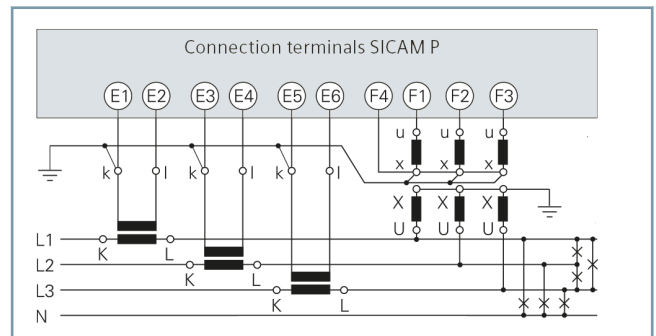 Connection terminals SICAM P
E1 E2 E3 E4 E5 E6 F4 F1 F2 F3
u u u
k l k l k l x x x
X X X
U U U
L1 K L
L2 K L
L3 K L
N